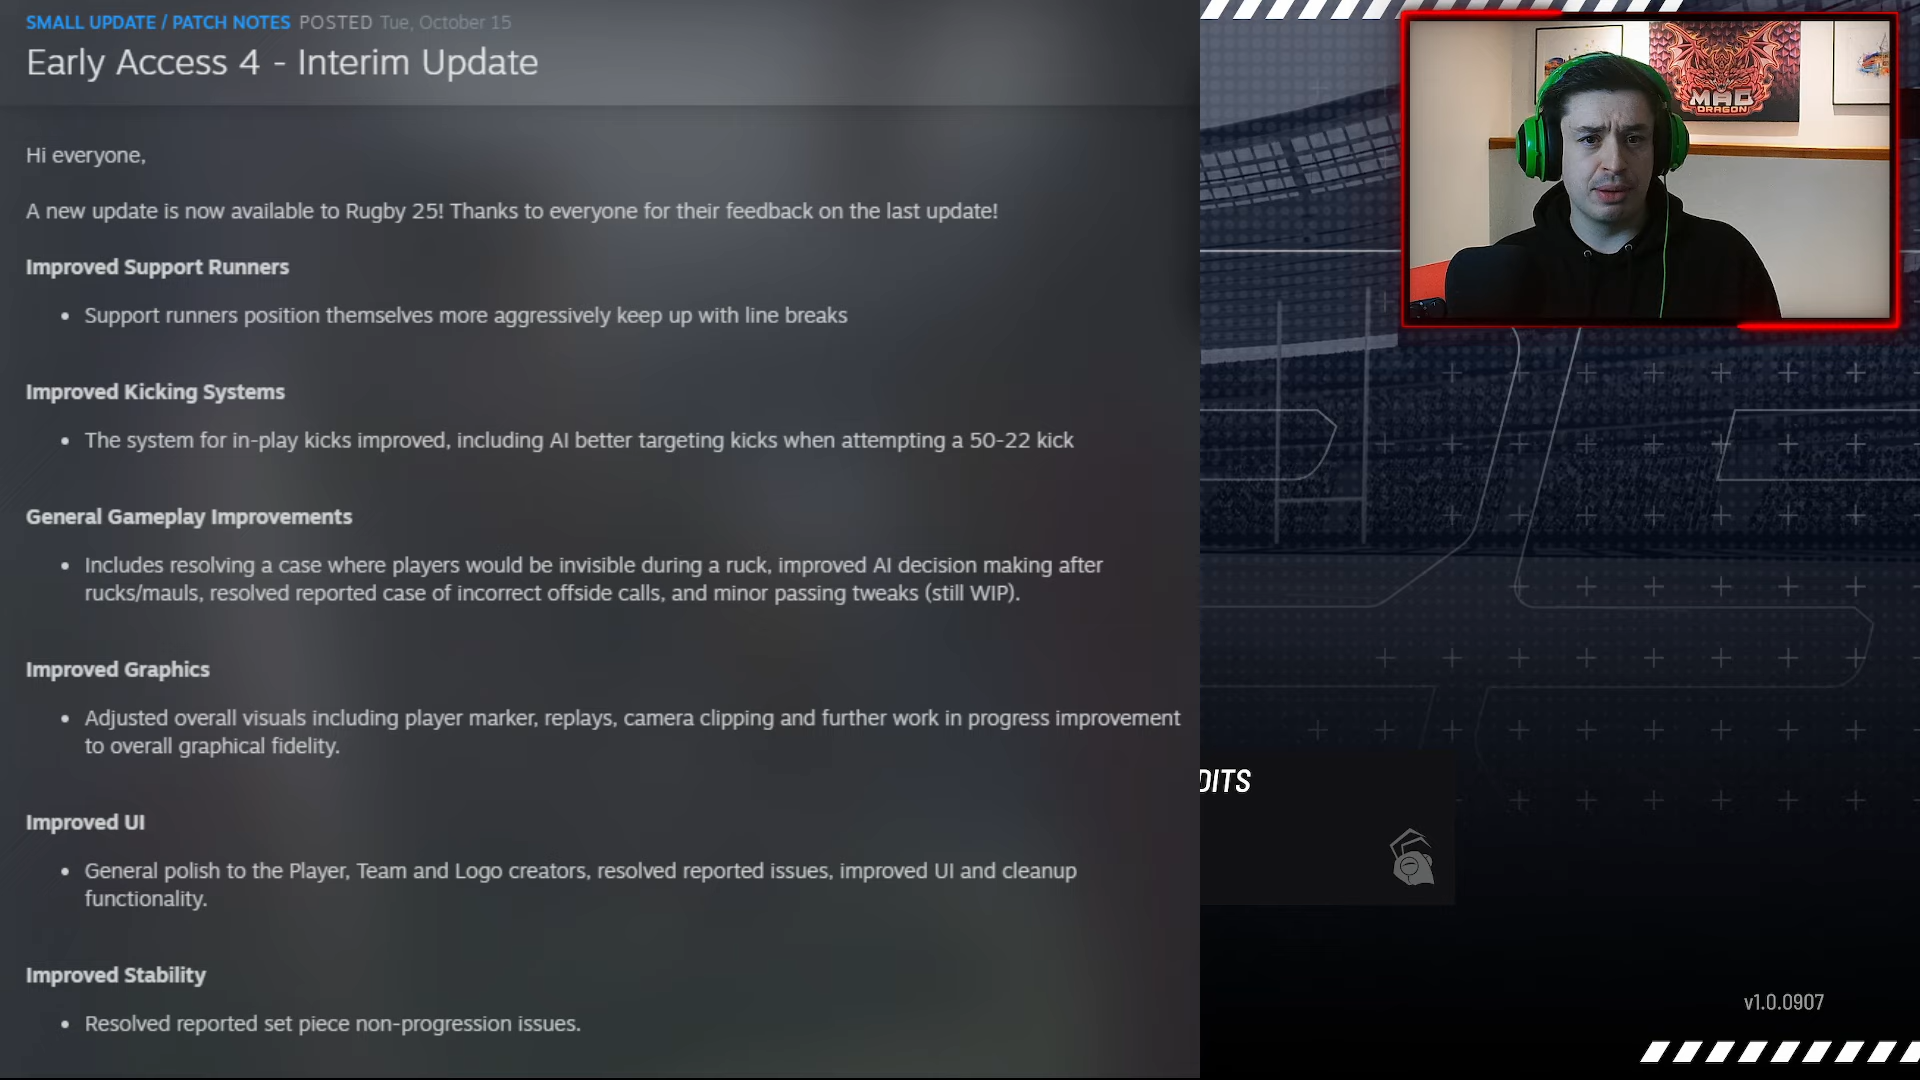 SMALL UPDATE / PATCH NOTES POSTED Tue, October 15
Early Access 4 - Interim Update
Hi everyone,
A new update is now available to Rugby 25! Thanks to everyone for their feedback on the last update!
Improved Support Runners
• Support runners position themselves more aggressively keep up with line breaks
Improved Kicking Systems
• The system for in-play kicks improved, including AI better targeting kicks when attempting a 50-22 kick
General Gameplay Improvements
• Includes resolving a case where players would be invisible during a ruck, improved AI decision making after
rucks/mauls, resolved reported case of incorrect offside calls, and minor passing tweaks (still WIP).
Improved Graphics
• Adjusted overall visuals including player marker, replays, camera clipping and further work in progress improvement
to overall graphical fidelity.
Improved UI
• General polish to the Player, Team and Logo creators, resolved reported issues, improved UI and cleanup
functionality.
Improved Stability
• Resolved reported set piece non-progression issues.
MAD
DRAGON
DITS
v1.0.0907